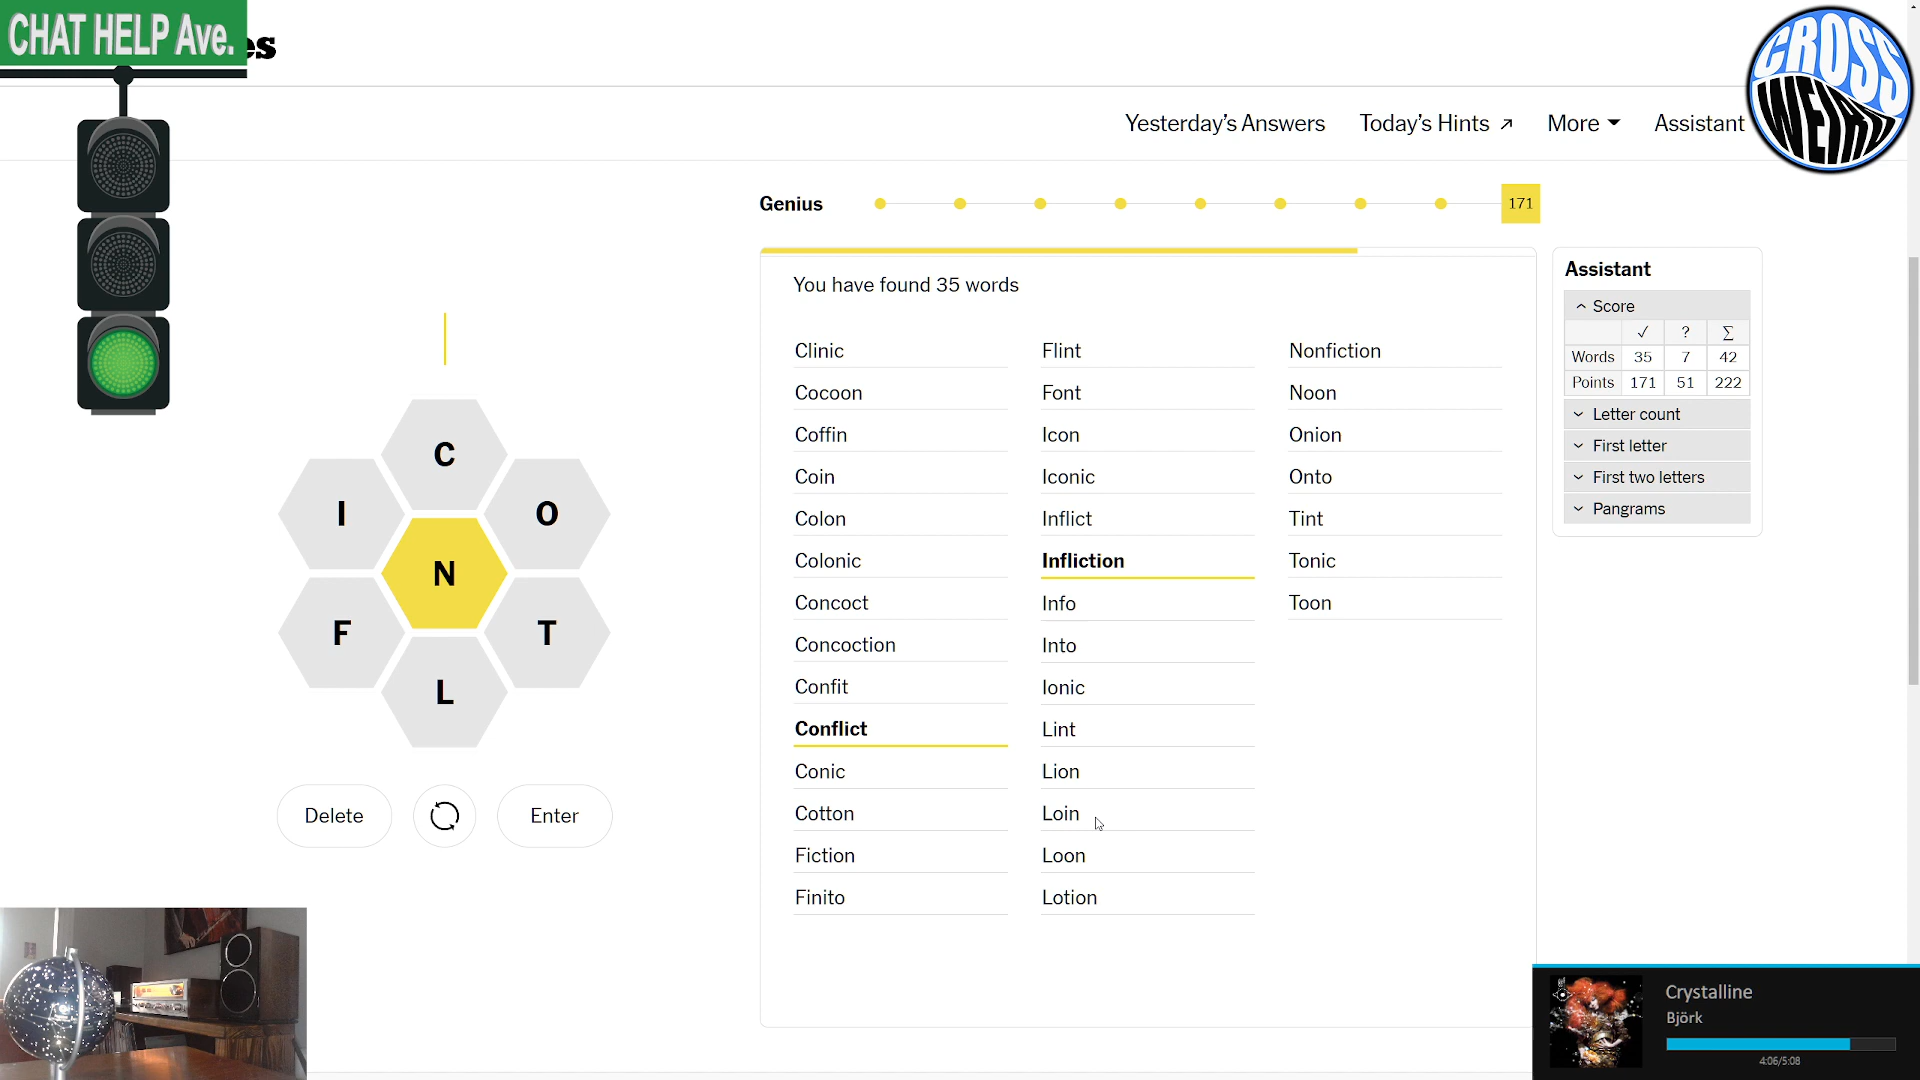 CHAT HELP Ave.
es
CROSS
WEIRD
Yesterday's Answers
Today's Hints
More
Assistant
Genius
171
You have found 35 words
Clinic
Cocoon
Coffin
Coin
Colon
Colonic
Concoct
Concoction
Confit
Conflict
Conic
Cotton
Fiction
Finito
Flint
Font
Icon
Iconic
Inflict
Infliction
Info
Into
Ionic
Lint
Lion
Loin
Loon
Lotion
Nonfiction
Noon
Onion
Onto
Tint
Tonic
Toon
Assistant
Score
✓ ? ∑
Words 35 7 42
Points 171 51 222
Letter count
First letter
First two letters
Pangrams
C
I O
N
F T
L
Delete
Enter
Crystalline
Björk
4:06/5:08